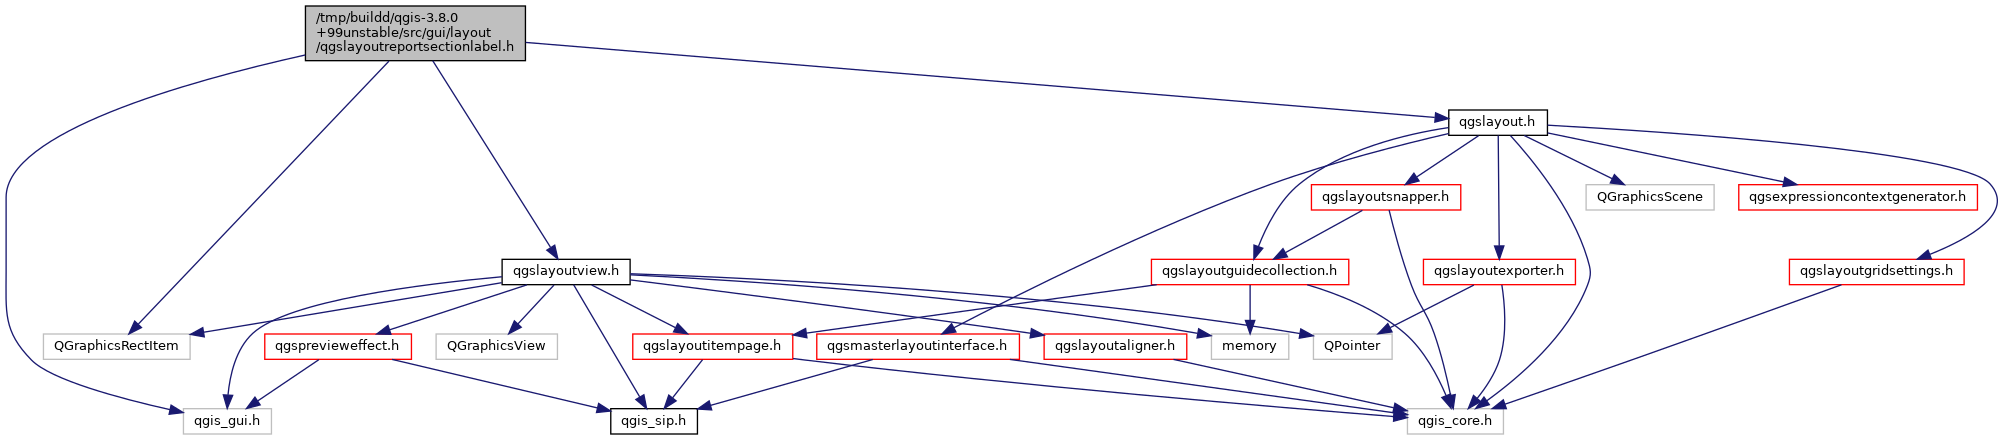 /tmp/buildd/qgis-3.8.0
+99unstable/src/gui/layout
/qgslayoutreportsectionlabel.h
qgslayout.h
qgslayoutsnapper.h
QGraphicsScene
qgsexpressioncontextgenerator.h
qgslayoutview.h
qgslayoutguidecollection.h
qgslayoutexporter.h
qgslayoutgridsettings.h
QGraphicsRectItem
qgsprevieweffect.h
QGraphicsView
qgslayoutitempage.h
qgsmasterlayoutinterface.h
qgslayoutaligner.h
memory
QPointer
qgis_gui.h
qgis_sip.h
qgis_core.h